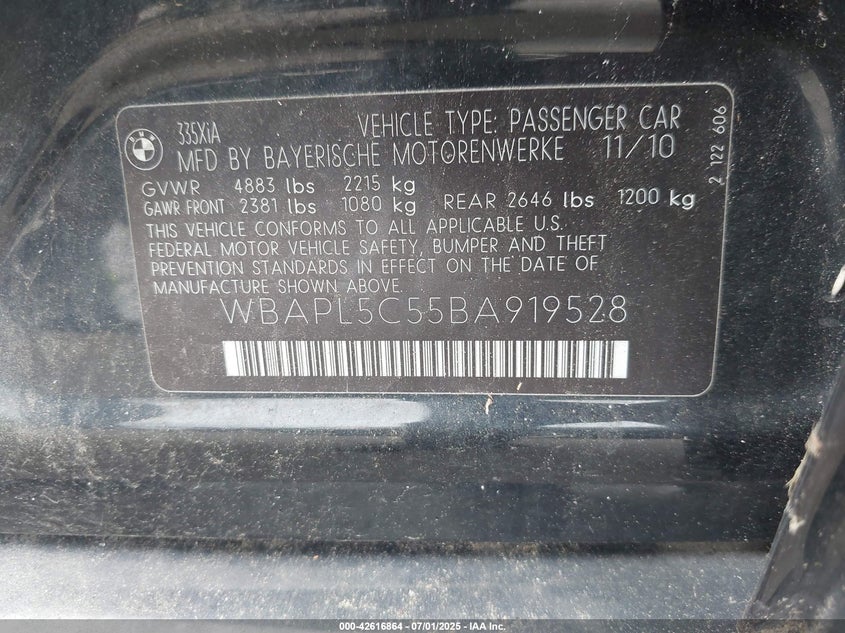 BMW
335XiA VEHICLE TYPE: PASSENGER CAR
MFD BY BAYERISCHE MOTORENWERKE 11/10
GVWR 4883 lbs 2215 kg
GAWR FRONT 2381 lbs 1080 kg REAR 2646 lbs 1200 kg
THIS VEHICLE CONFORMS TO ALL APPLICABLE U.S.
FEDERAL MOTOR VEHICLE SAFETY, BUMPER AND THEFT
PREVENTION STANDARDS IN EFFECT ON THE DATE OF
MANUFACTURE SHOWN ABOVE.
WBAPL5C55BA919528
2 122 606
000-42616864 - 07/01/2025 - IAA Inc.